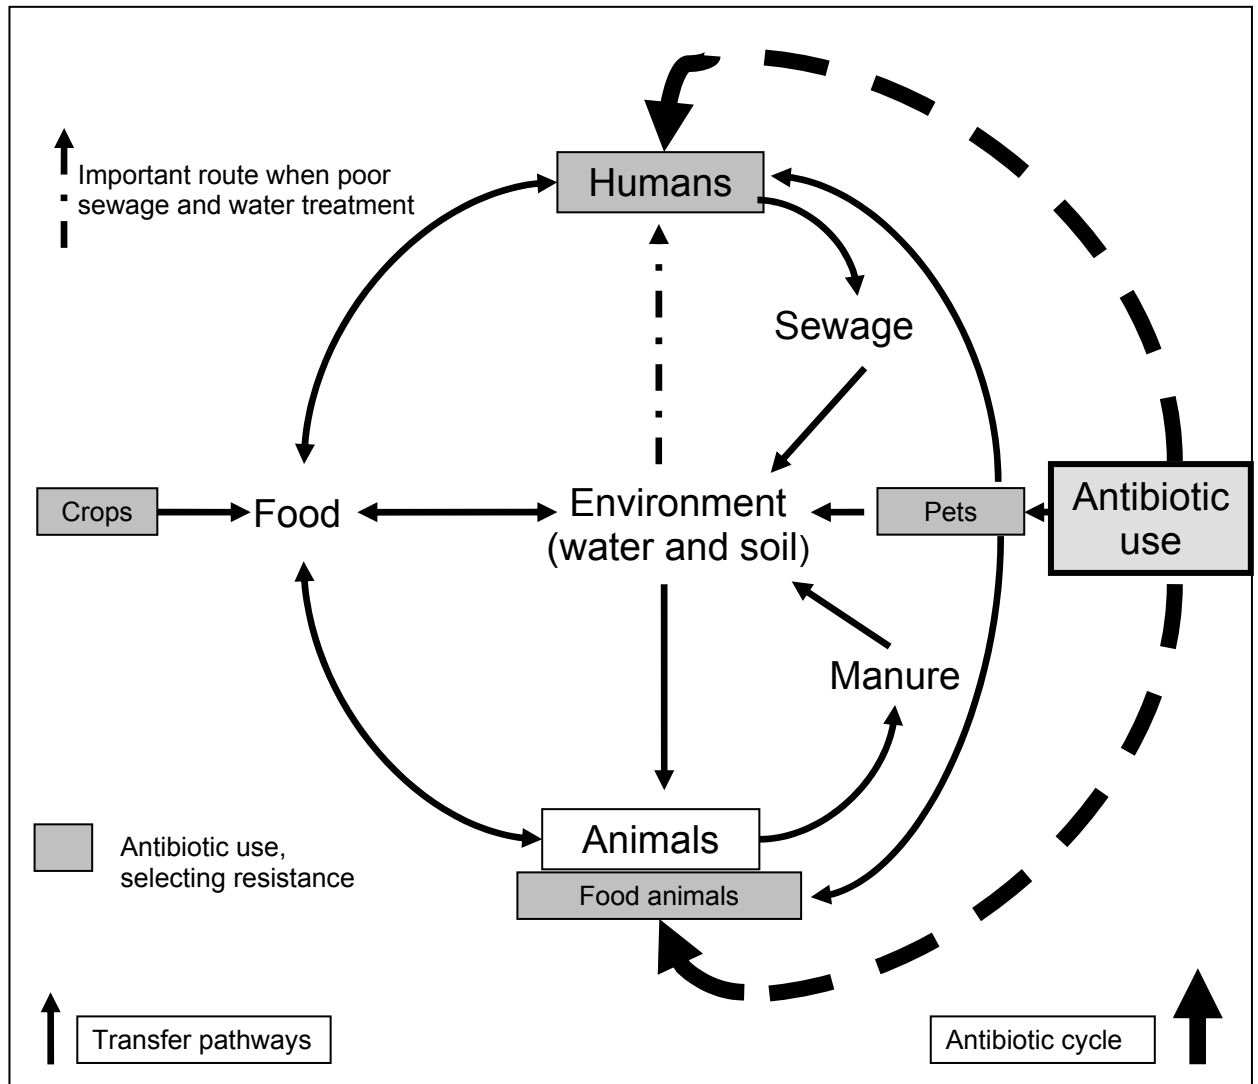 Important route when poor
sewage and water treatment
Humans
Sewage
Crops
Food
Environment
(water and soil)
Pets
Antibiotic
use
Manure
Animals
Food animals
Antibiotic use,
selecting resistance
Transfer pathways
Antibiotic cycle